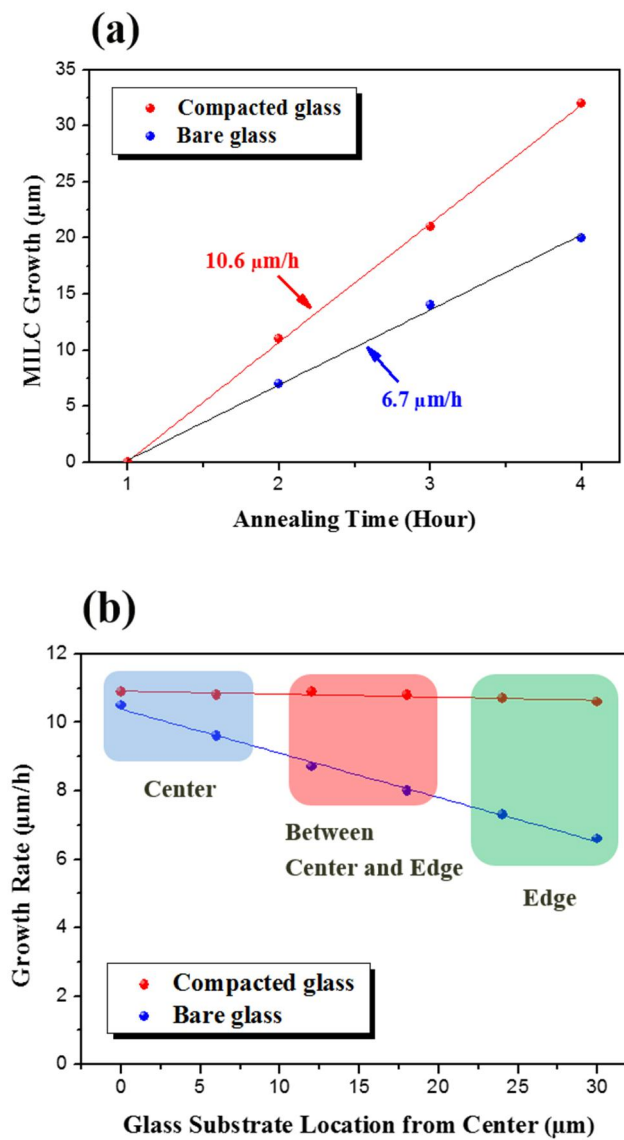 (a)
35
30
25
20
15
10
5
0
MILC Growth (μm)
Compacted glass
Bare glass
10.6 μm/h
6.7 μm/h
1
2
3
4
Annealing Time (Hour)
(b)
12
10
8
6
4
2
0
Growth Rate (μm/h)
Center
Between
Center and Edge
Edge
Compacted glass
Bare glass
0
5
10
15
20
25
30
Glass Substrate Location from Center (μm)